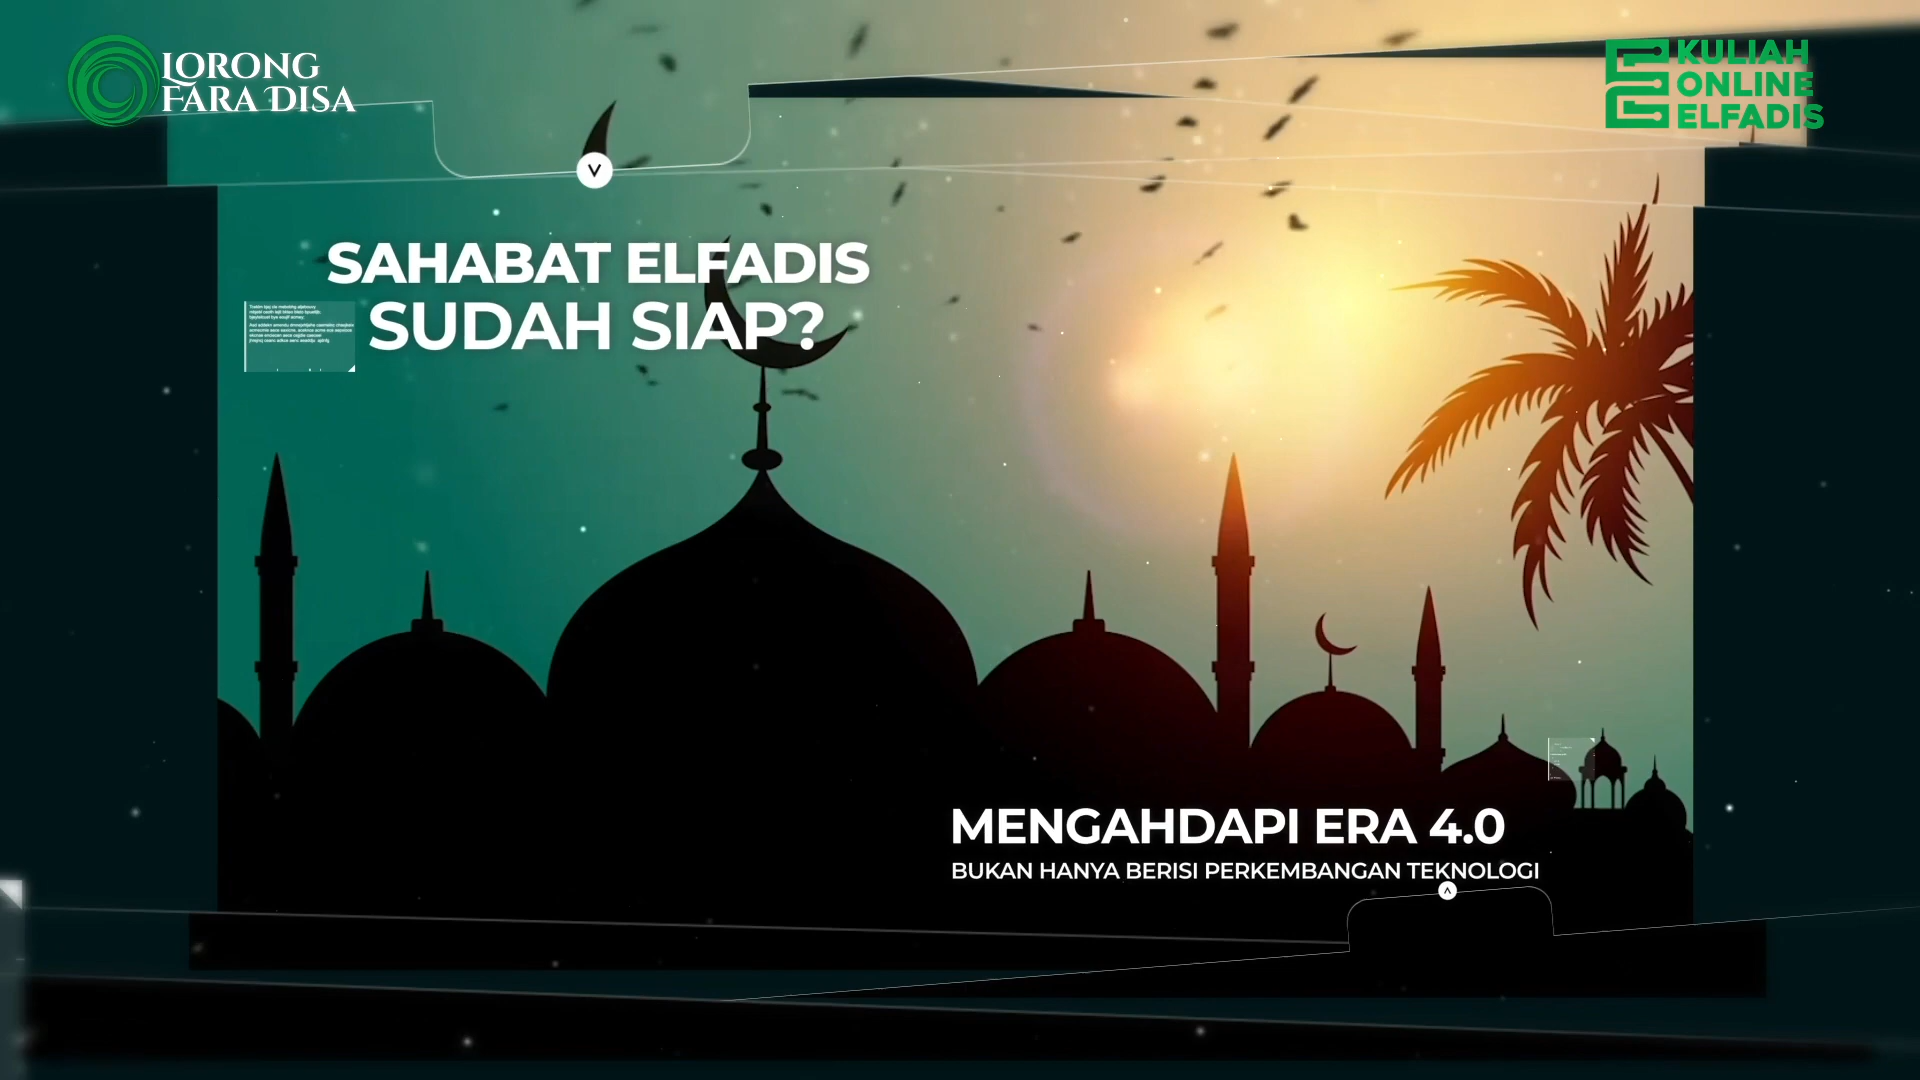 LORONG
FARA DISA
KULIAH
ONLINE
ELFADIS
SAHABAT ELFADIS
SUDAH SIAP?
MENGAHDAPI ERA 4.0
BUKAN HANYA BERISI PERKEMBANGAN TEKNOLOGI